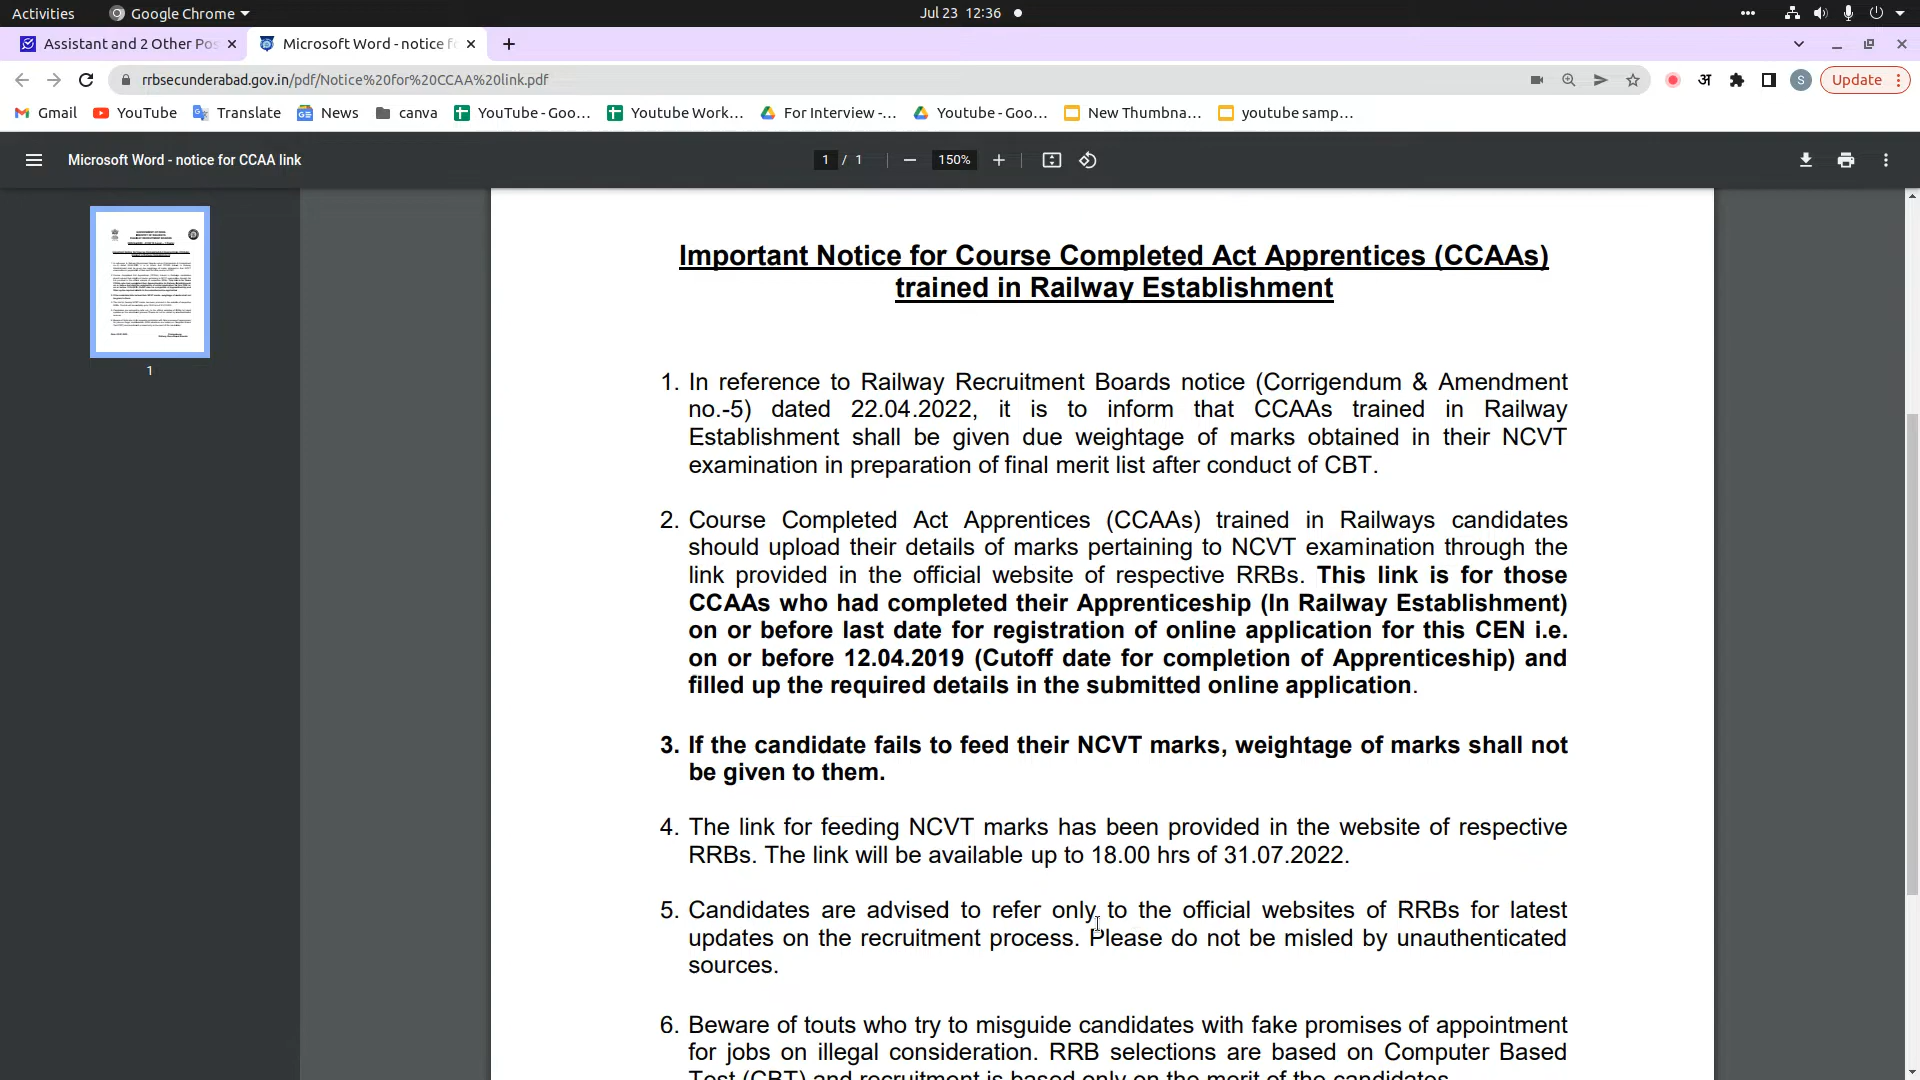 Activities Google Chrome Jul 23 12:36
Assistant and 2 Other Pos Microsoft Word - notice fo
rrbsecunderabad.gov.in/pdf/Notice%20for%20CCAA%20link.pdf अ S Update
Gmail YouTube Translate News canva YouTube - Goo... Youtube Work... For Interview -... Youtube - Goo... New Thumbna... youtube samp...
Microsoft Word - notice for CCAA link 1 / 1 150%
1
Important Notice for Course Completed Act Apprentices (CCAAs)
trained in Railway Establishment
1. In reference to Railway Recruitment Boards notice (Corrigendum & Amendment
no.-5) dated 22.04.2022, it is to inform that CCAAs trained in Railway
Establishment shall be given due weightage of marks obtained in their NCVT
examination in preparation of final merit list after conduct of CBT.
2. Course Completed Act Apprentices (CCAAs) trained in Railways candidates
should upload their details of marks pertaining to NCVT examination through the
link provided in the official website of respective RRBs. This link is for those
CCAAs who had completed their Apprenticeship (In Railway Establishment)
on or before last date for registration of online application for this CEN i.e.
on or before 12.04.2019 (Cutoff date for completion of Apprenticeship) and
filled up the required details in the submitted online application.
3. If the candidate fails to feed their NCVT marks, weightage of marks shall not
be given to them.
4. The link for feeding NCVT marks has been provided in the website of respective
RRBs. The link will be available up to 18.00 hrs of 31.07.2022.
5. Candidates are advised to refer only to the official websites of RRBs for latest
updates on the recruitment process. Please do not be misled by unauthenticated
sources.
6. Beware of touts who try to misguide candidates with fake promises of appointment
for jobs on illegal consideration. RRB selections are based on Computer Based
Test (CBT) and recruitment is based only on the merit of the candidates.